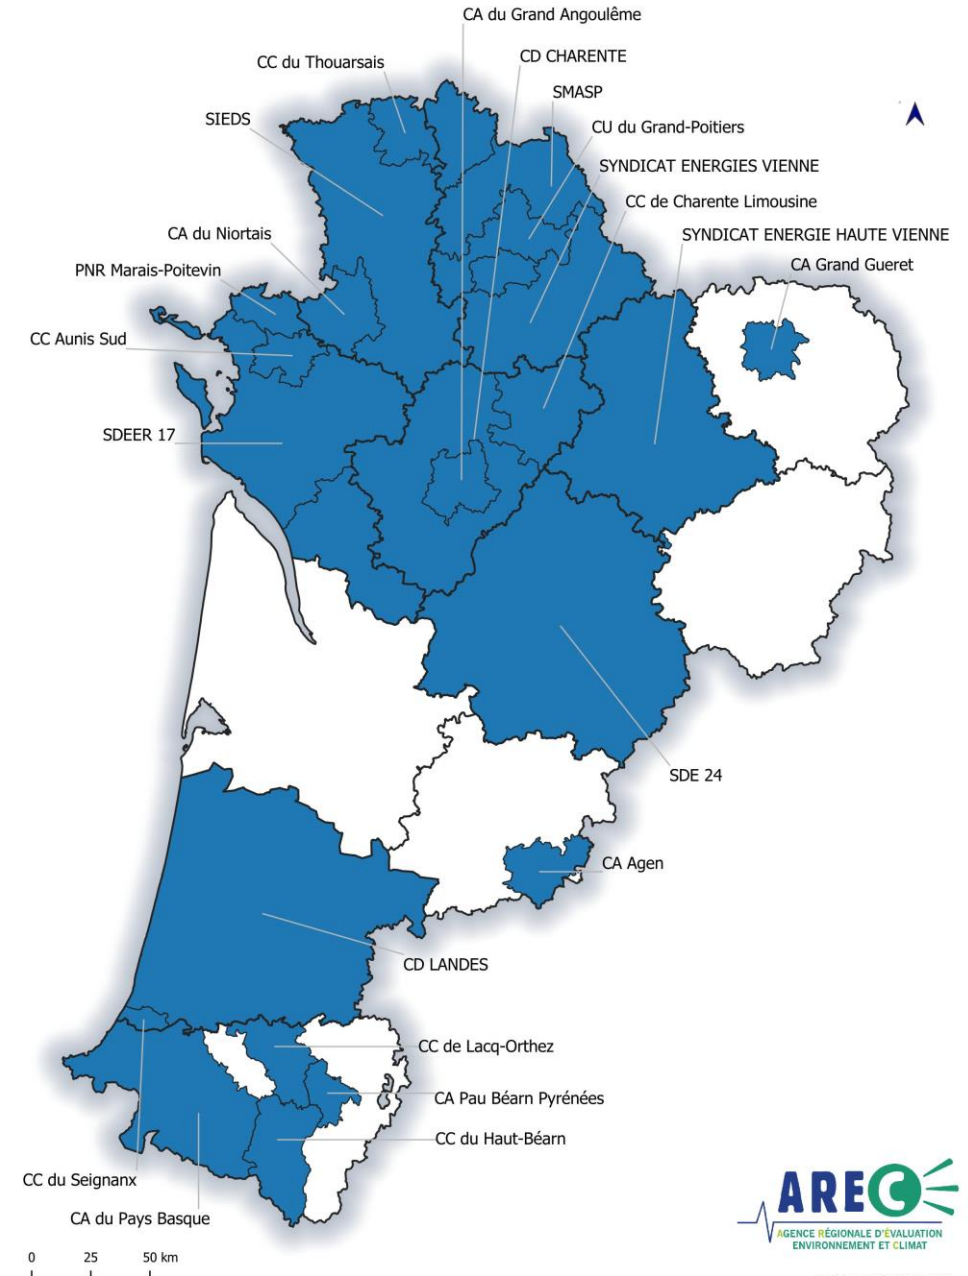 CA du Grand Angoulême
CD CHARENTE
CC du Thouarsais
SMASP
SIEDS
CU du Grand-Poitiers
SYNDICAT ENERGIES VIENNE
CC de Charente Limousine
CA du Niortais
SYNDICAT ENERGIE HAUTE VIENNE
PNR Marais-Poitevin
CA Grand Gueret
CC Aunis Sud
SDEER 17
SDE 24
CA Agen
CD LANDES
CC de Lacq-Orthez
CA Pau Béarn Pyrénées
CC du Haut-Béarn
CC du Seignanx
CA du Pays Basque
AREC
AGENCE RÉGIONALE D'ÉVALUATION
ENVIRONNEMENT ET CLIMAT
0 25 50 km